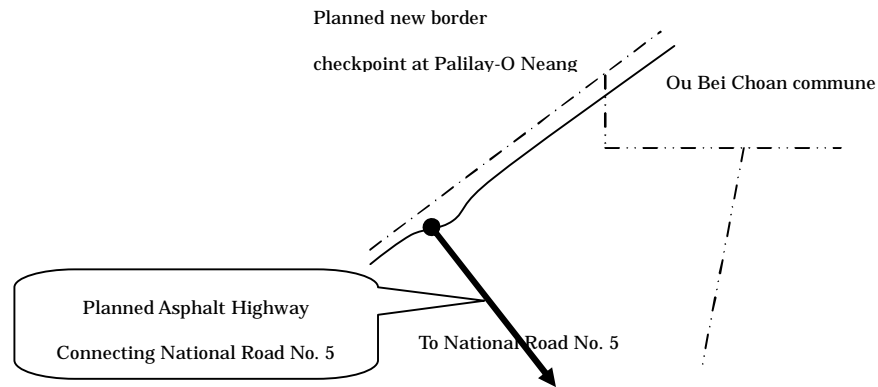 Planned new border
checkpoint at Palilay-O Neang
Ou Bei Choan commune
Planned Asphalt Highway
Connecting National Road No. 5
To National Road No. 5